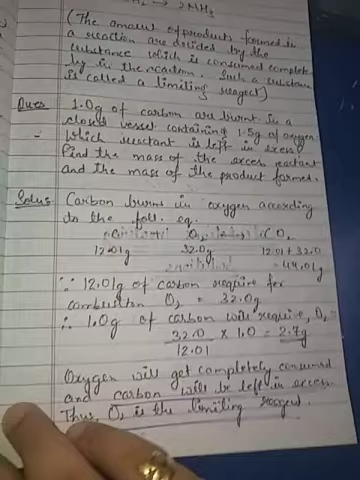 → 2NH₃
(The amount of products formed in
a reaction are decided by the
substance which is consumed complete
ly in the reaction. Such a substance
is called a limiting reagent)
Ques 1.0g of carbon are burnt in a
closed vessel containing 1.5g of oxygen
Which reactant is left in excess?
Find the mass of the excess reactant
and the mass of the product formed.
Solus Carbon burns in oxygen according
to the foll. eq.
O₂ CO₂
12.01g 32.0g 12.01 + 32.0
= 44.01g
∵ 12.01g of carbon require for
combustion O₂ = 32.0g
∴ 1.0g of carbon will require, O₂ =
32.0 × 1.0 = 2.7g
12.01
Oxygen will get completely consumed
and carbon will be left in excess.
Thus O₂ is the limiting reagent.